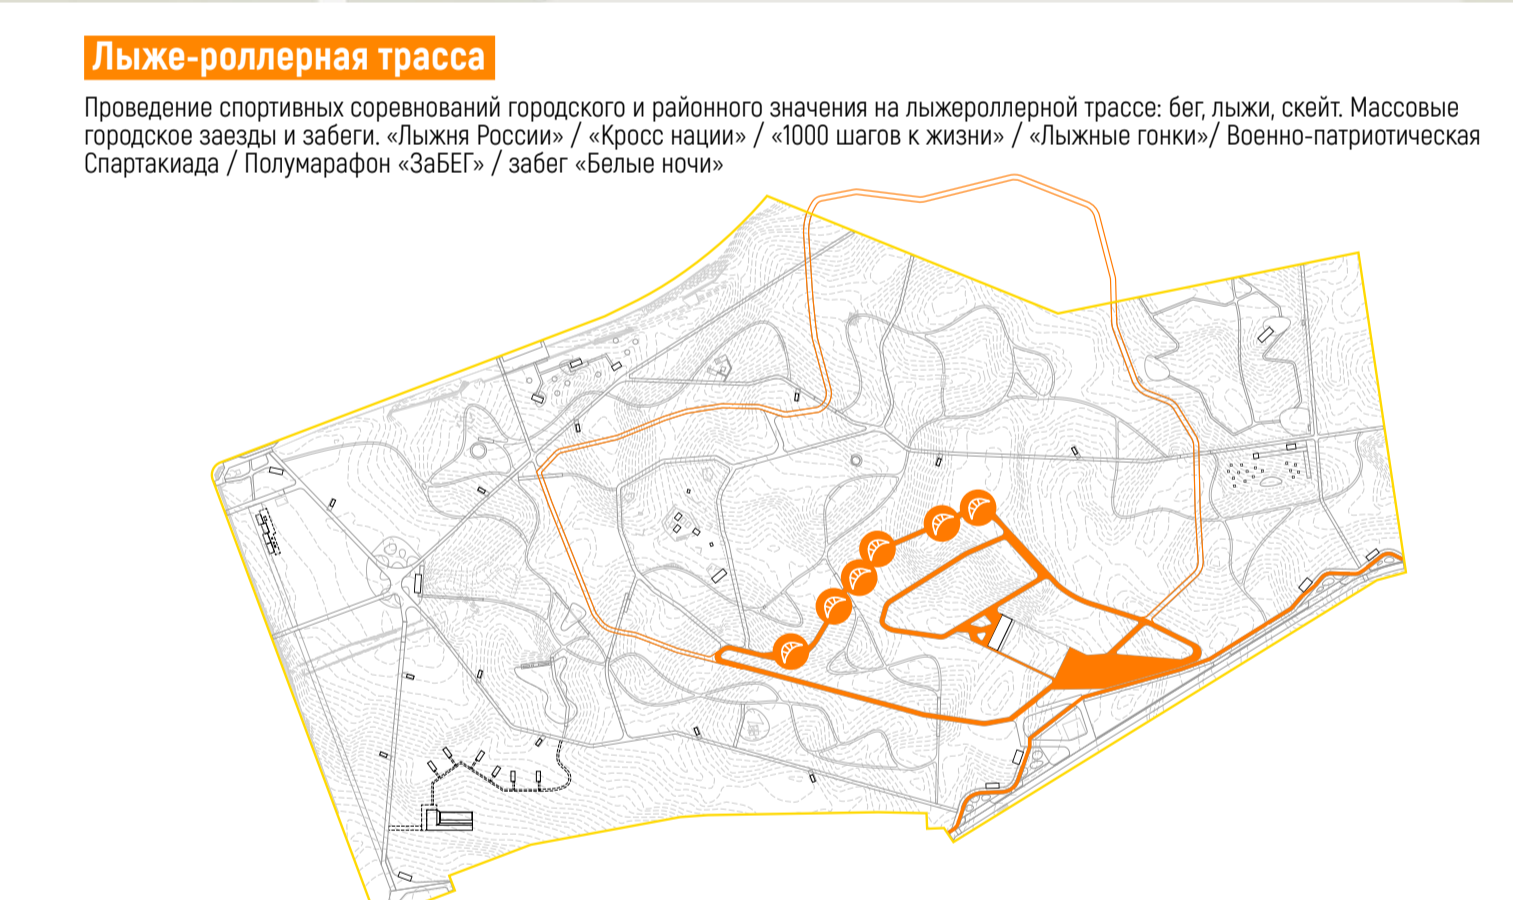 Лыже-роллерная трасса
Проведение спортивных соревнований городского и районного значения на лыжероллерной трассе: бег, лыжи, скейт. Массовые
городское заезды и забеги. «Лыжня России» / «Кросс нации» / «1000 шагов к жизни» / «Лыжные гонки»/ Военно-патриотическая
Спартакиада / Полумарафон «ЗаБЕГ» / забег «Белые ночи»